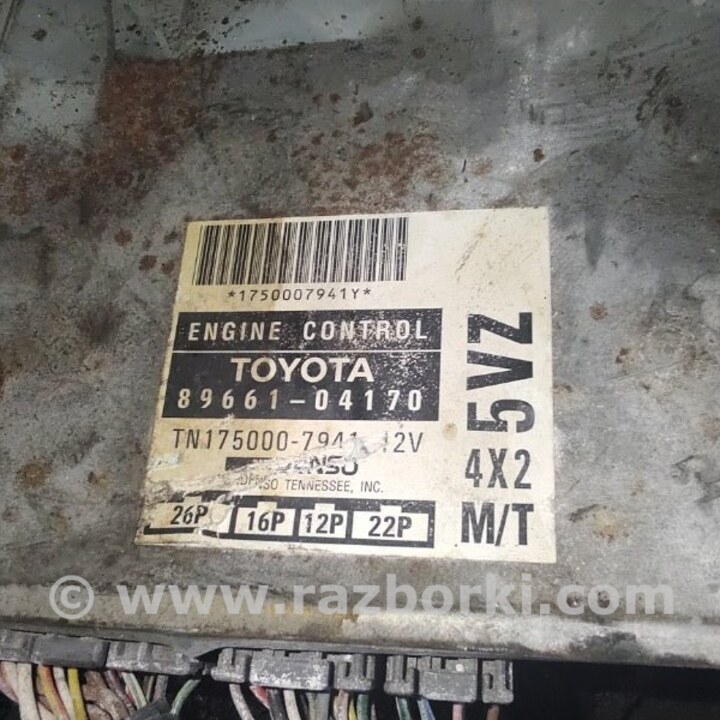 *1750007941Y*
ENGINE CONTROL
TOYOTA
89661-04170
TN175000-7941 12V
DENSO
DENSO TENNESSEE, INC.
26P 16P 12P 22P
5VZ
4X2
M/T
© www.razborki.com